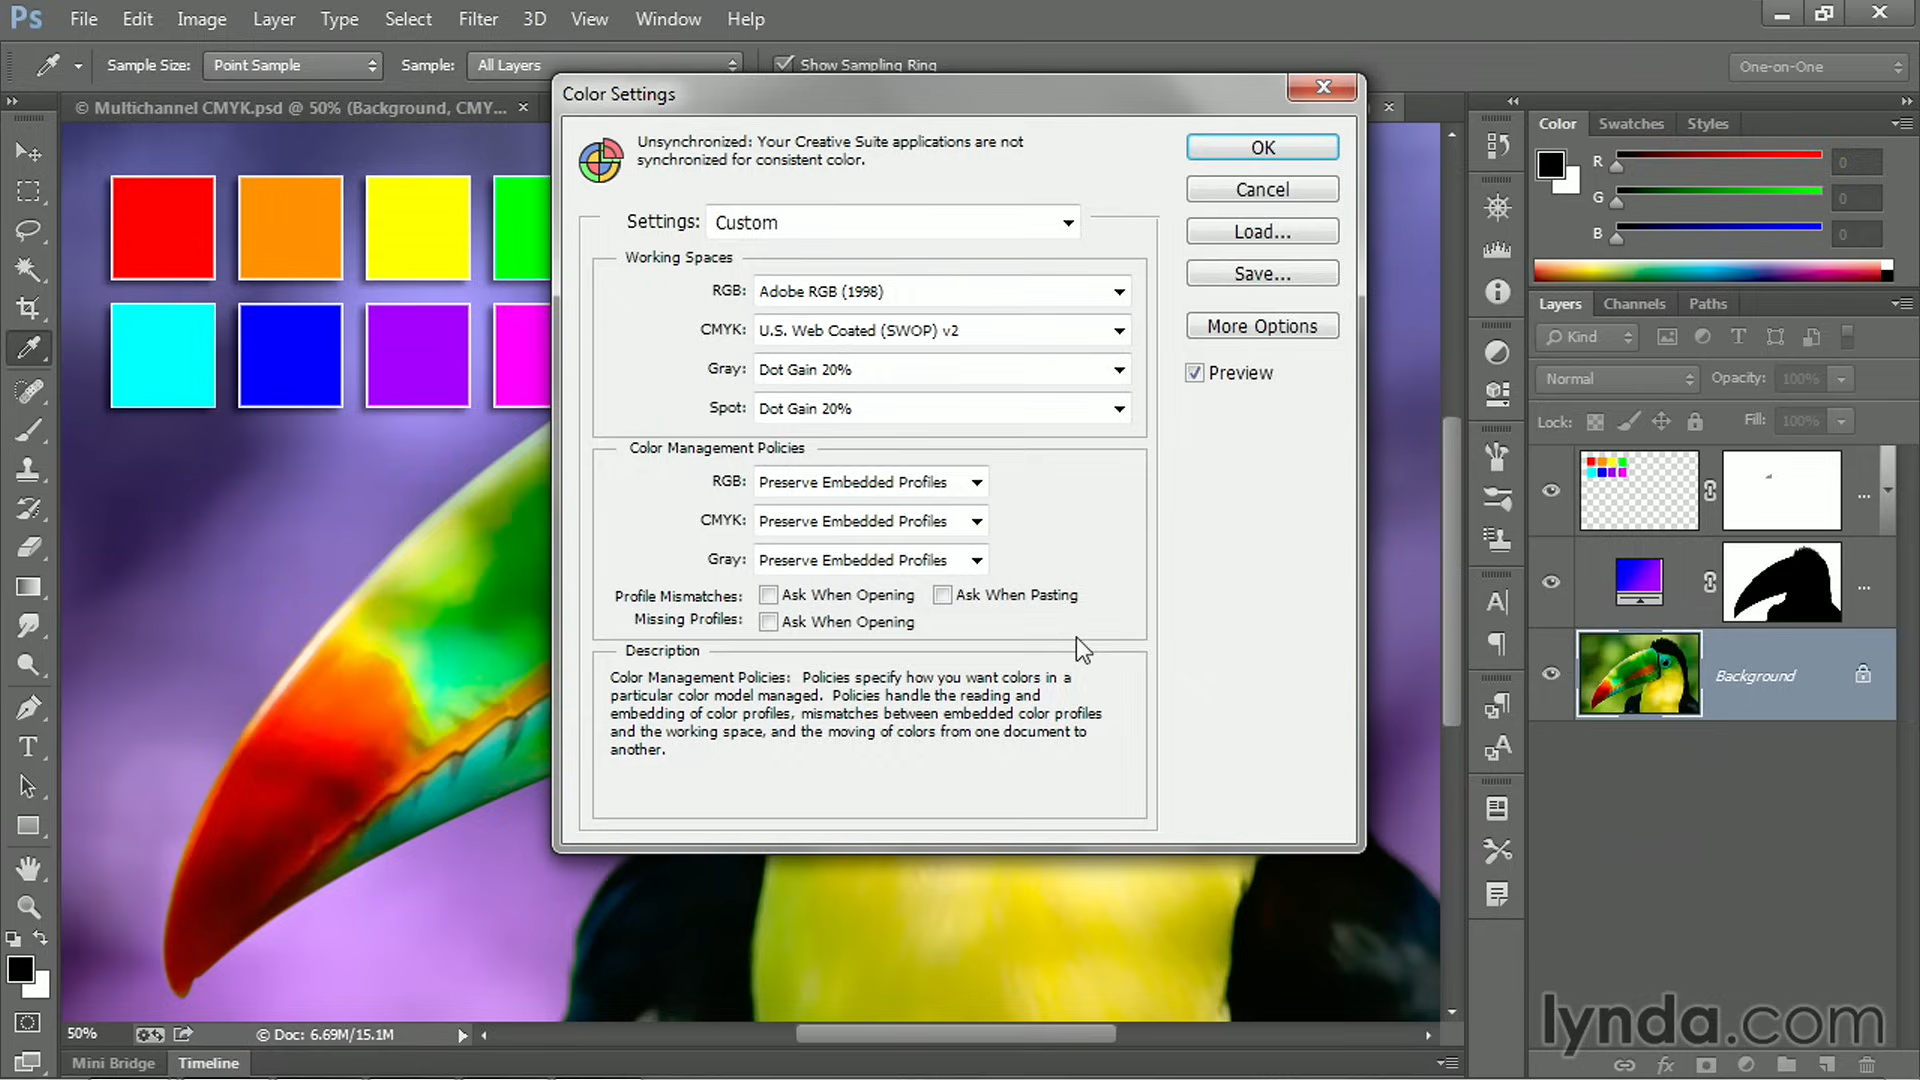 Ps File Edit Image Layer Type Select Filter 3D View Window Help
Sample Size: Point Sample Sample: All Layers Show Sampling Ring One-on-One
© Multichannel CMYK.psd @ 50% (Background, CMY...
Color Settings
Unsynchronized: Your Creative Suite applications are not
synchronized for consistent color.
OK
Cancel
Load...
Save...
More Options
Preview
Settings: Custom
Working Spaces
RGB: Adobe RGB (1998)
CMYK: U.S. Web Coated (SWOP) v2
Gray: Dot Gain 20%
Spot: Dot Gain 20%
Color Management Policies
RGB: Preserve Embedded Profiles
CMYK: Preserve Embedded Profiles
Gray: Preserve Embedded Profiles
Profile Mismatches: Ask When Opening Ask When Pasting
Missing Profiles: Ask When Opening
Description
Color Management Policies: Policies specify how you want colors in a
particular color model managed. Policies handle the reading and
embedding of color profiles, mismatches between embedded color profiles
and the working space, and the moving of colors from one document to
another.
Color Swatches Styles
R 0
G 0
B 0
Layers Channels Paths
Kind
Normal Opacity: 100%
Lock: Fill: 100%
...
...
Background
50% © Doc: 6.69M/15.1M
Mini Bridge Timeline
lynda.com
fx